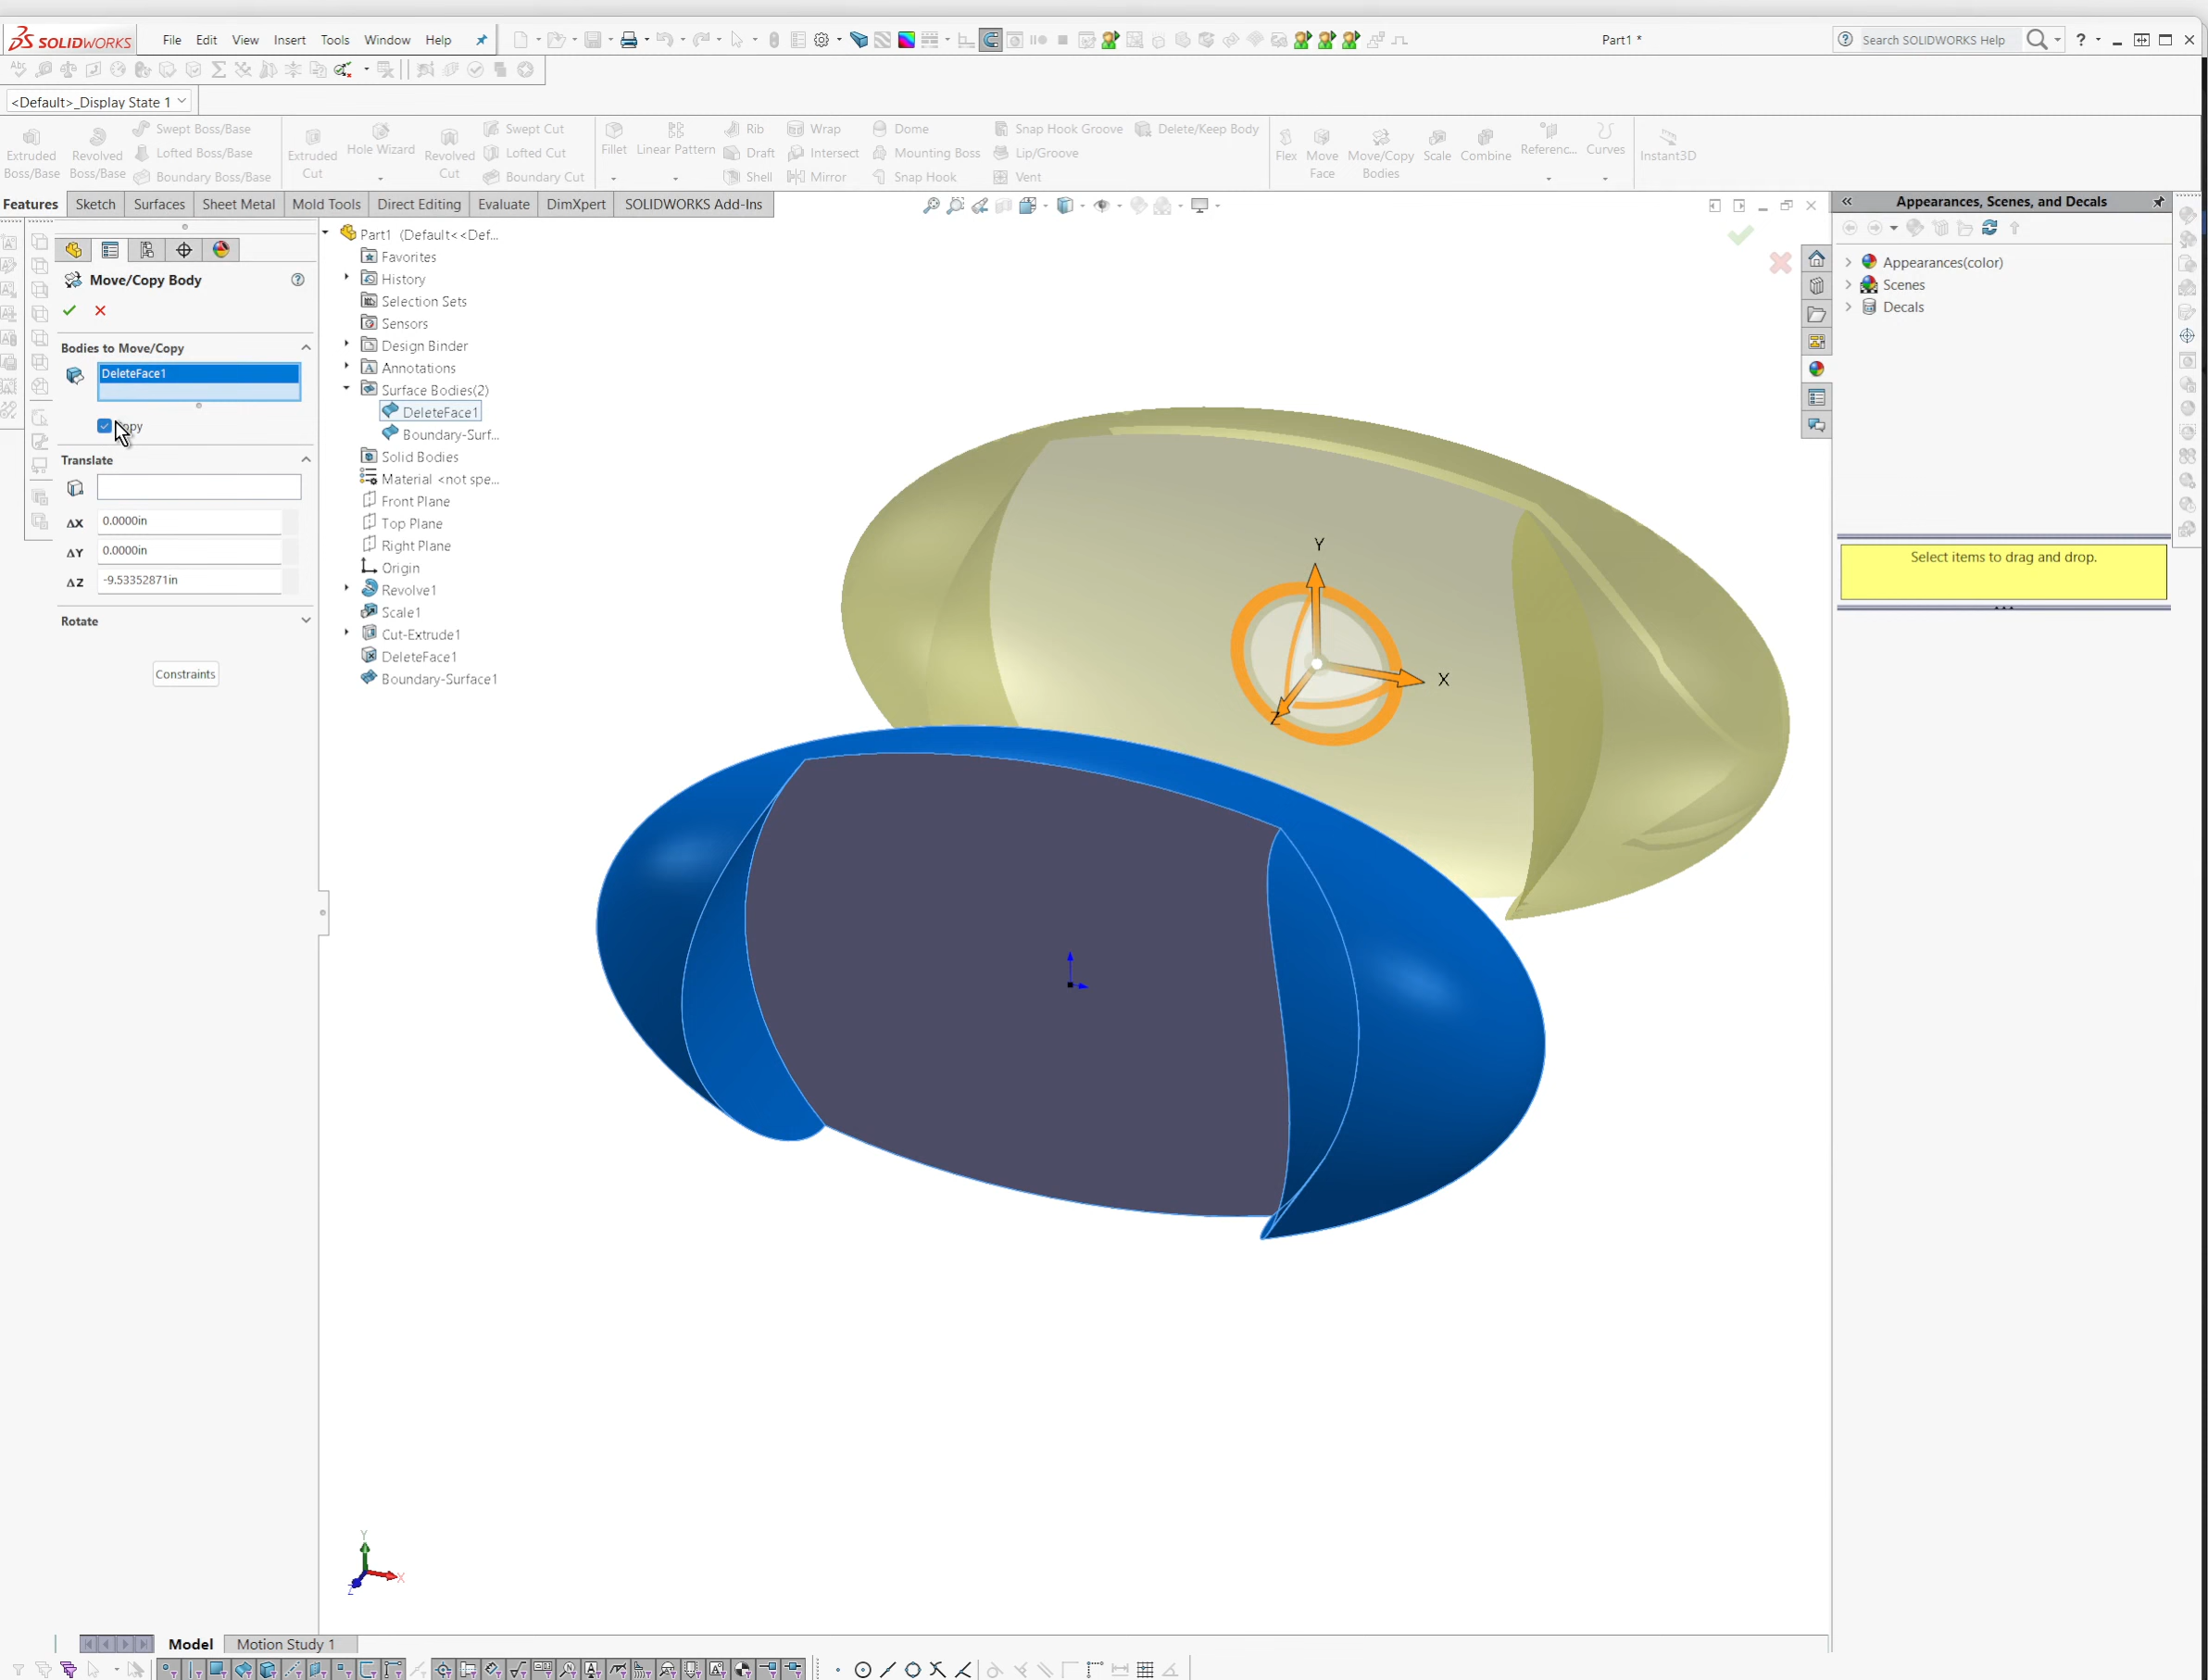 SOLIDWORKS File Edit View Insert Tools Window Help Part1 * Search SOLIDWORKS Help ?
<Default>_Display State 1
Extruded Boss/Base
Revolved Boss/Base
Swept Boss/Base
Lofted Boss/Base
Boundary Boss/Base
Extruded Cut
Hole Wizard
Revolved Cut
Swept Cut
Lofted Cut
Boundary Cut
Fillet
Linear Pattern
Rib
Draft
Shell
Wrap
Intersect
Mirror
Dome
Mounting Boss
Snap Hook
Snap Hook Groove
Lip/Groove
Vent
Delete/Keep Body
Flex
Move Face
Move/Copy Bodies
Scale
Combine
Referenc...
Curves
Instant3D
Features Sketch Surfaces Sheet Metal Mold Tools Direct Editing Evaluate DimXpert SOLIDWORKS Add-Ins
Move/Copy Body
Bodies to Move/Copy
DeleteFace1
Translate
ΔX 0.0000in
ΔY 0.0000in
ΔZ -9.53352871in
Rotate
Constraints
Part1 (Default<<Def...
Favorites
History
Selection Sets
Sensors
Design Binder
Annotations
Surface Bodies(2)
DeleteFace1
Boundary-Surf...
Solid Bodies
Material <not spe...
Front Plane
Top Plane
Right Plane
Origin
Revolve1
Scale1
Cut-Extrude1
DeleteFace1
Boundary-Surface1
Y
X
Z
Appearances, Scenes, and Decals
Appearances(color)
Scenes
Decals
Select items to drag and drop.
Y
X
Z
Model Motion Study 1